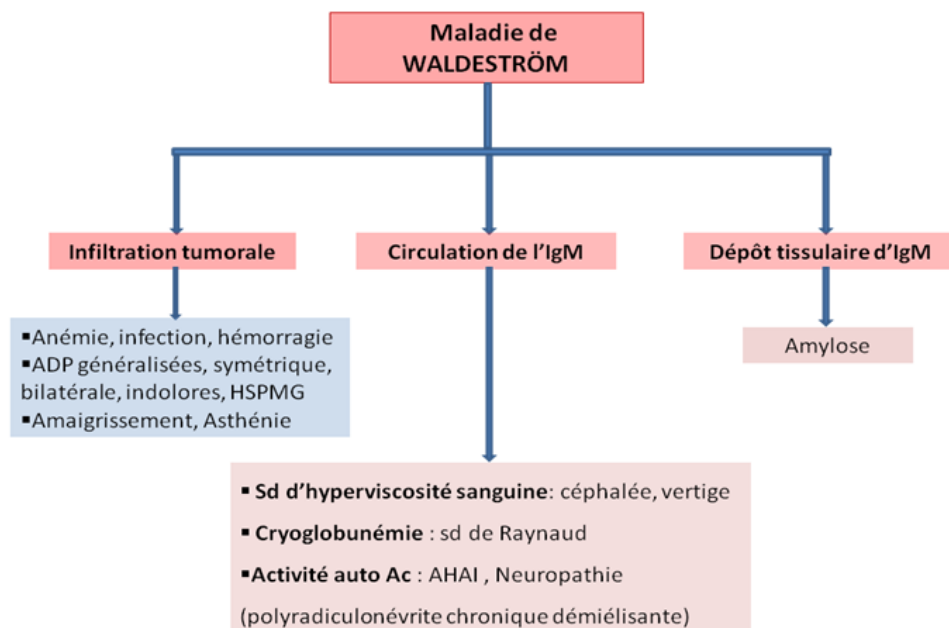 Maladie de
WALDESTRÖM
Infiltration tumorale
Circulation de l'IgM
Dépôt tissulaire d'IgM
▪Anémie, infection, hémorragie
▪ADP généralisées, symétrique,
bilatérale, indolores, HSPMG
▪Amaigrissement, Asthénie
Amylose
▪ Sd d'hyperviscosité sanguine: céphalée, vertige
▪ Cryoglobunémie : sd de Raynaud
▪Activité auto Ac : AHAI , Neuropathie
(polyradiculonévrite chronique démiélisante)